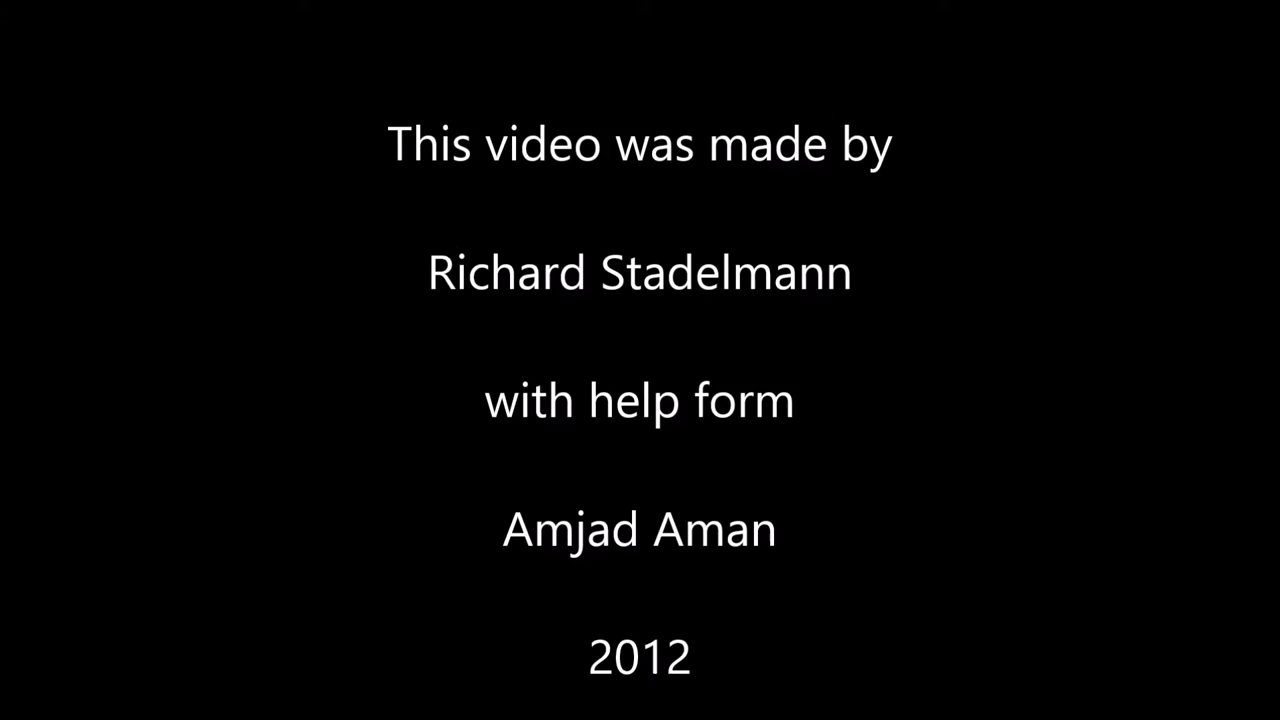 This video was made by
Richard Stadelmann
with help form
Amjad Aman
2012